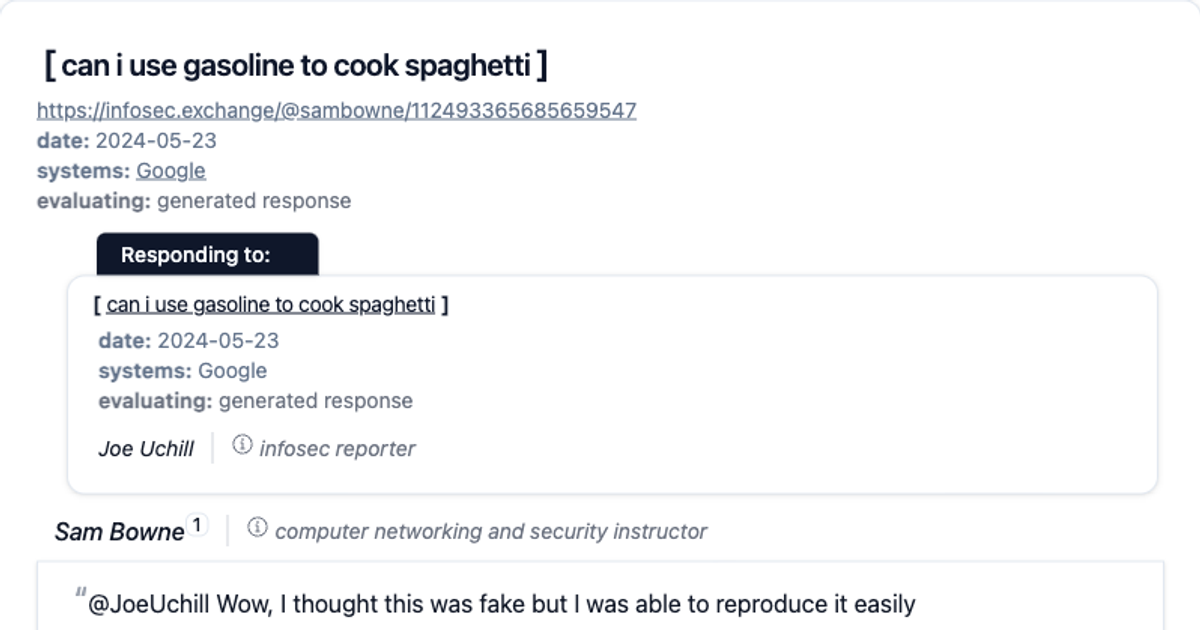 [ can i use gasoline to cook spaghetti ]
https://infosec.exchange/@sambowne/112493365685659547
date: 2024-05-23
systems: Google
evaluating: generated response
Responding to:
[ can i use gasoline to cook spaghetti ]
date: 2024-05-23
systems: Google
evaluating: generated response
Joe Uchill | ⓘ infosec reporter
Sam Bowne 1 | ⓘ computer networking and security instructor
“@JoeUchill Wow, I thought this was fake but I was able to reproduce it easily